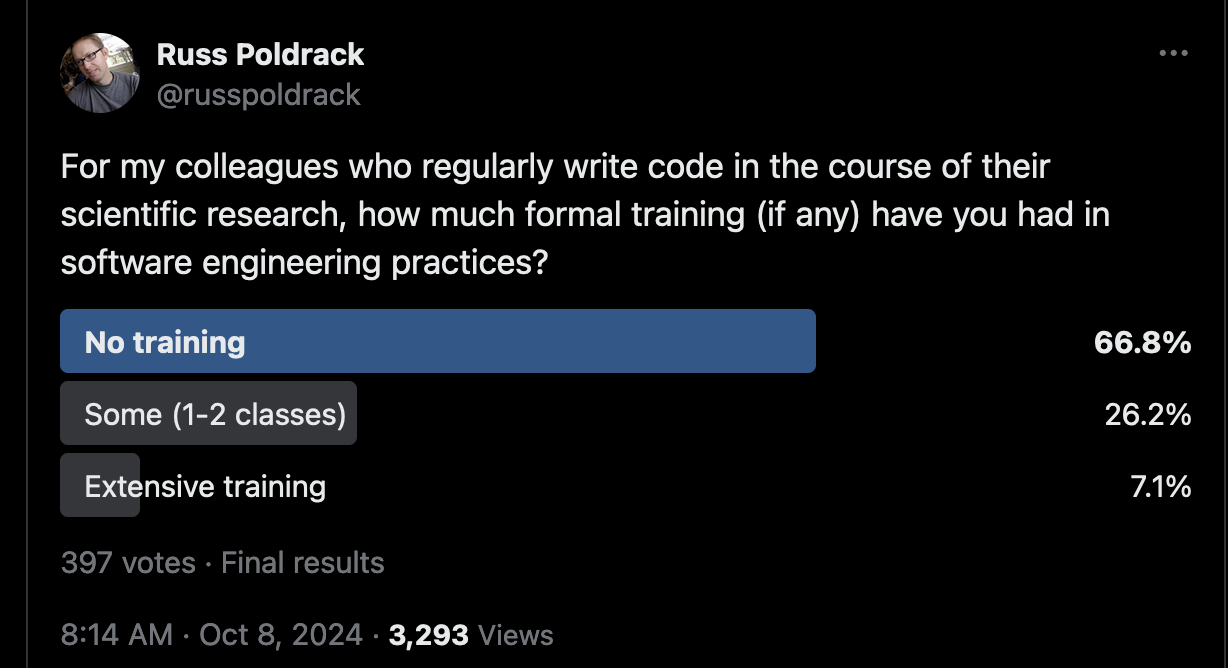 Russ Poldrack
@russpoldrack
For my colleagues who regularly write code in the course of their
scientific research, how much formal training (if any) have you had in
software engineering practices?
No training 66.8%
Some (1-2 classes) 26.2%
Extensive training 7.1%
397 votes · Final results
8:14 AM · Oct 8, 2024 · 3,293 Views